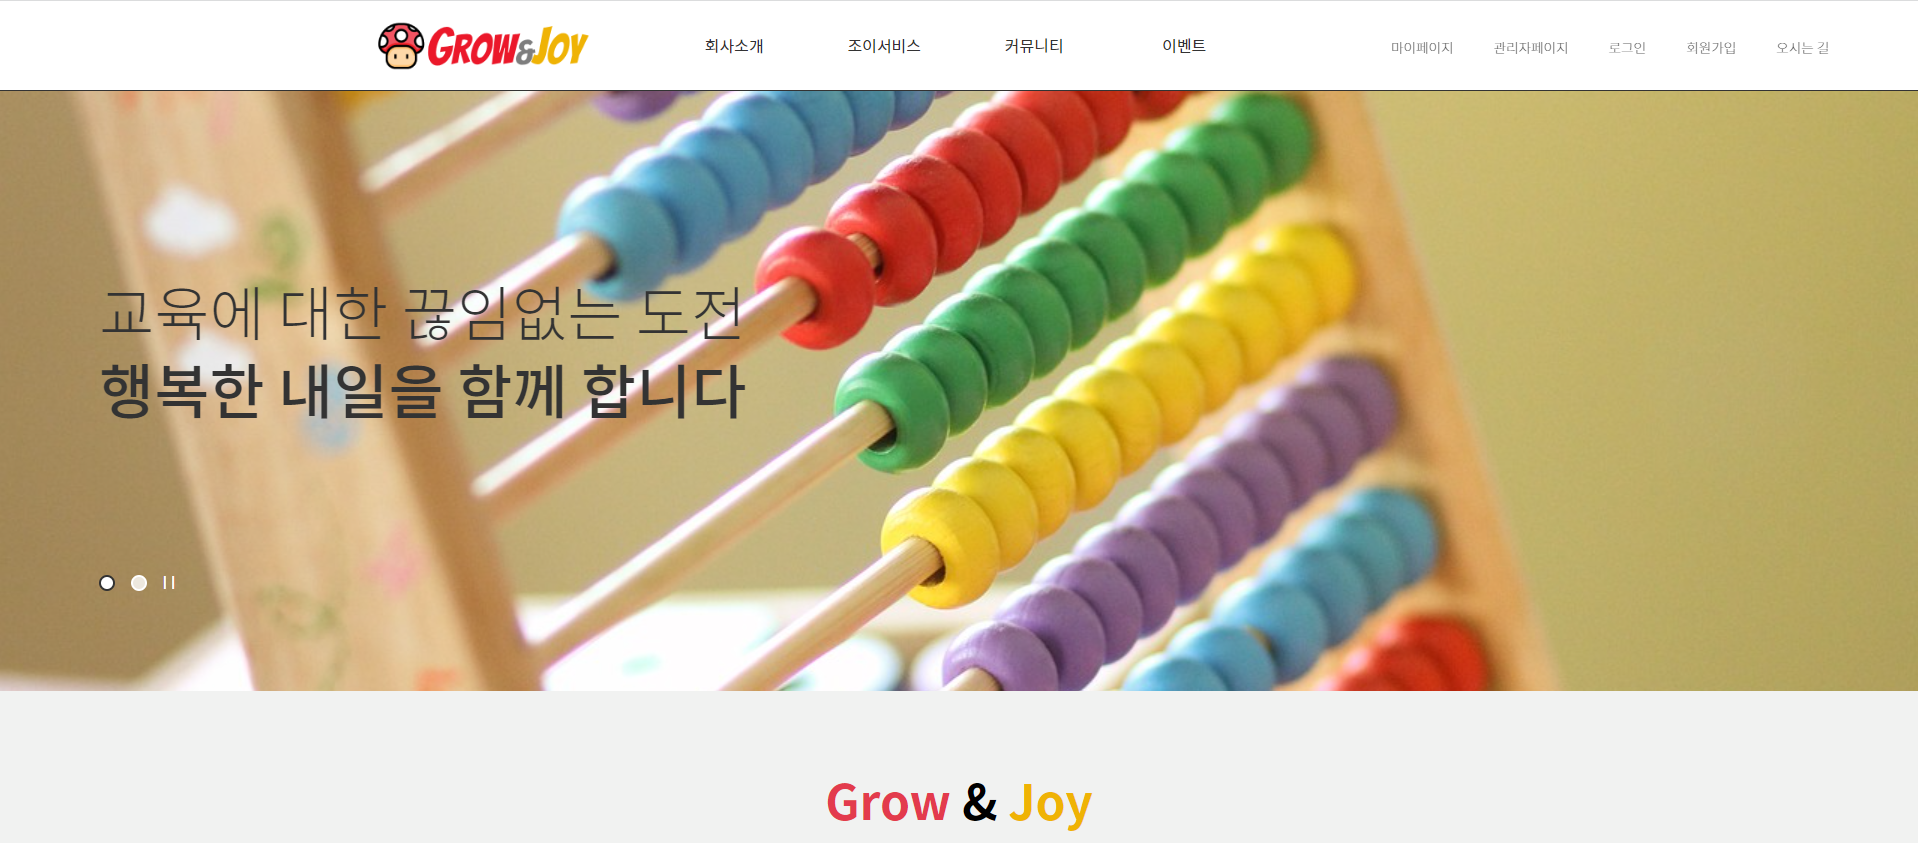 GROW&JOY
회사소개 조이서비스 커뮤니티 이벤트 마이페이지 관리자페이지 로그인 회원가입 오시는 길
교육에 대한 끊임없는 도전
행복한 내일을 함께 합니다
Grow & Joy